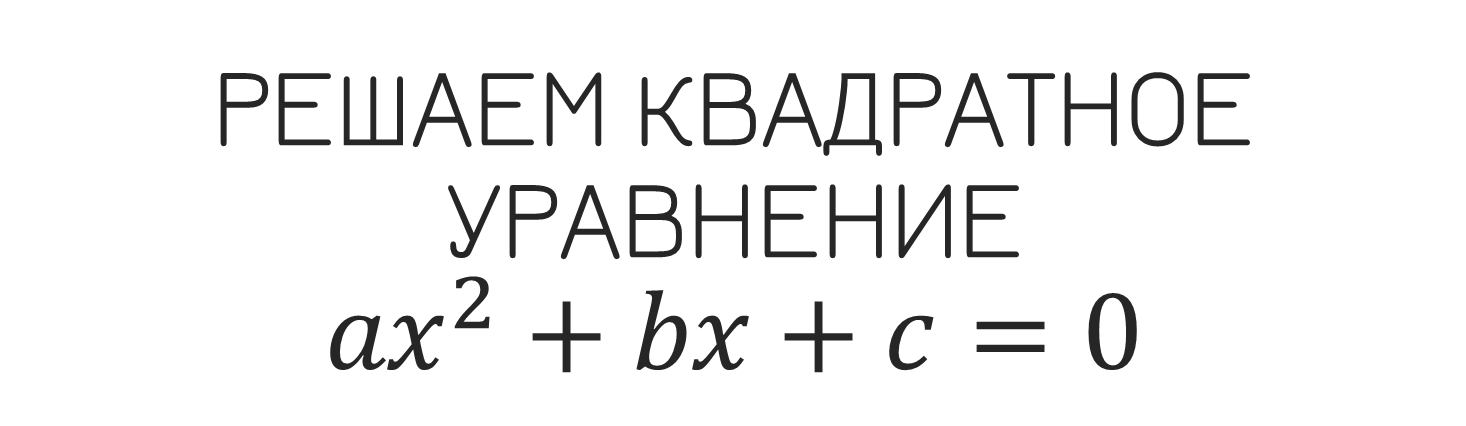 РЕШАЕМ КВАДРАТНОЕ
УРАВНЕНИЕ
ax² + bx + c = 0